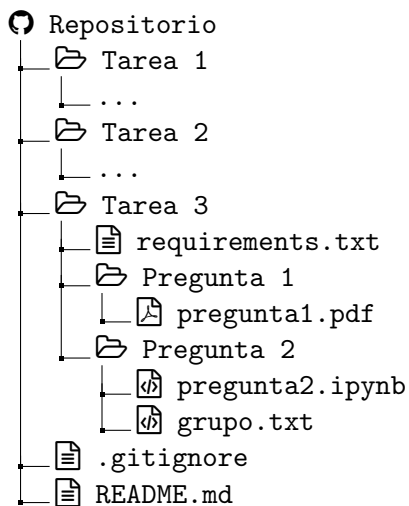 Repositorio
Tarea 1
...
Tarea 2
...
Tarea 3
requirements.txt
Pregunta 1
pregunta1.pdf
Pregunta 2
pregunta2.ipynb
grupo.txt
.gitignore
README.md